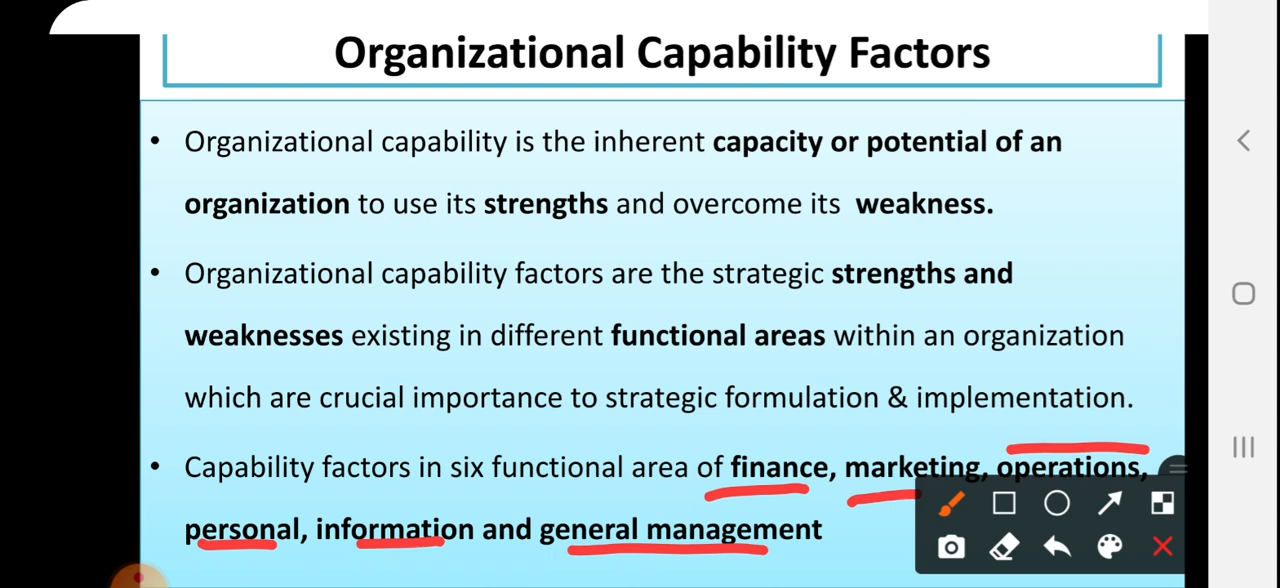 Organizational Capability Factors
• Organizational capability is the inherent capacity or potential of an
organization to use its strengths and overcome its weakness.
• Organizational capability factors are the strategic strengths and
weaknesses existing in different functional areas within an organization
which are crucial importance to strategic formulation & implementation.
• Capability factors in six functional area of finance, marketing, operations,
personal, information and general management